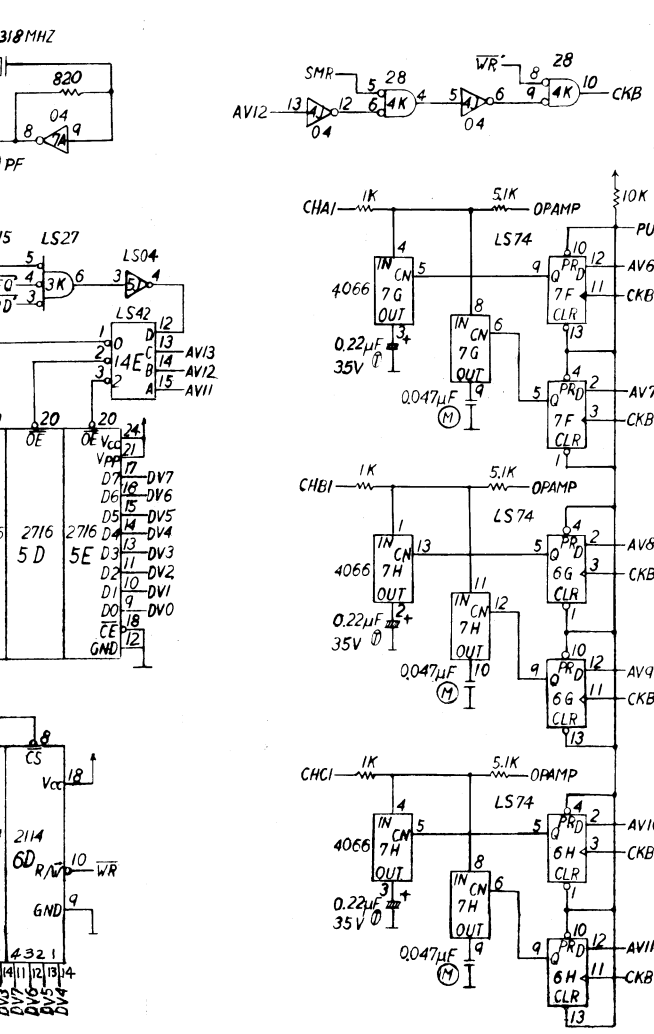 318MHZ
820
04
8 7A 9
PF
SMR
5 28
AV12 13 4J 12 6 4K 4 5 4J 6
04
04
WR
8 28
9 4K 10 CKB
15 LS27
5
4 3K 6 3 5J 4
3
LS04
LS42
1 0 D 12
2 1 14E C 13 AV13
3 2 B 14 AV12
A 15 AV11
20 20
OE OE
VCC 24
VPP 21
D7 17 DV7
D6 16 DV6
D5 15 DV5
2716 2716 D4 14 DV4
5D 5E D3 13 DV3
D2 11 DV2
D1 10 DV1
D0 9 DV0
CE 18
GND 12
8
CS
VCC 18
2114
6D R/W 10 WR
GND 9
4 3 2 1
14 11 12 13 14
DV3 DV7 DV6 DV5 DV4
10K
PU
CHA1 1K 5.1K OPAMP
LS74
4
IN CN 5
4066 7G
OUT
3 +
0.22µF
35V T
8
IN CN 6
7G
OUT
9
0.047µF
M
10
9 Q PR D 12 AV6
7F 11 CKB
CLR
13
4
5 Q PR D 2 AV7
7F 3 CKB
CLR
1
CHB1 1K 5.1K OPAMP
LS74
1
IN CN 13
4066 7H
OUT
2 +
0.22µF
35V T
11
IN CN 12
7H
OUT
10
0.047µF
M
4
5 Q PR D 2 AV8
6G 3 CKB
CLR
1
10
9 Q PR D 12 AV9
6G 11 CKB
CLR
13
CHC1 1K 5.1K OPAMP
LS74
4
IN CN 5
4066 7H
OUT
3 +
0.22µF
35V T
8
IN CN 6
7H
OUT
9
0.047µF
M
4
5 Q PR D 2 AV10
6H 3 CKB
CLR
1
10
9 Q PR D 12 AV11
6H 11 CKB
CLR
13